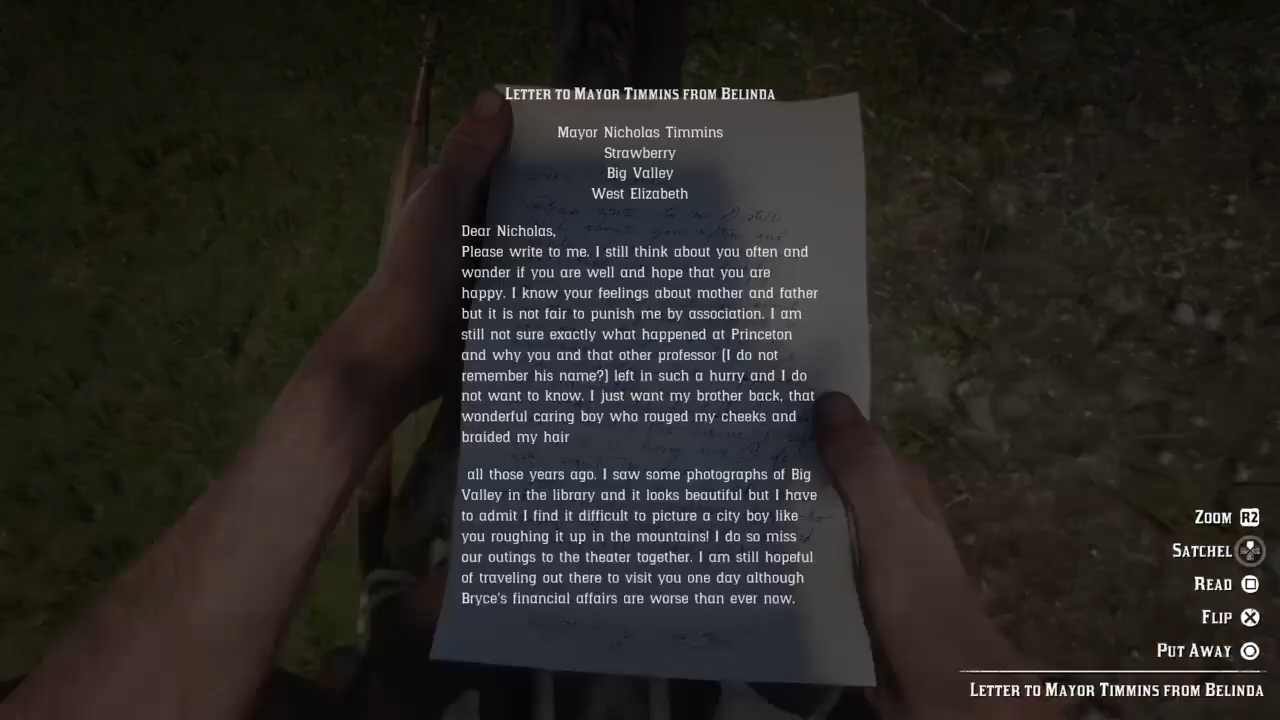 LETTER TO MAYOR TIMMINS FROM BELINDA
Mayor Nicholas Timmins
Strawberry
Big Valley
West Elizabeth
Dear Nicholas,
Please write to me. I still think about you often and
wonder if you are well and hope that you are
happy. I know your feelings about mother and father
but it is not fair to punish me by association. I am
still not sure exactly what happened at Princeton
and why you and that other professor (I do not
remember his name?) left in such a hurry and I do
not want to know. I just want my brother back, that
wonderful caring boy who rouged my cheeks and
braided my hair
all those years ago. I saw some photographs of Big
Valley in the library and it looks beautiful but I have
to admit I find it difficult to picture a city boy like
you roughing it up in the mountains! I do so miss
our outings to the theater together. I am still hopeful
of traveling out there to visit you one day although
Bryce's financial affairs are worse than ever now.
ZOOM R2
SATCHEL
READ
FLIP
PUT AWAY
LETTER TO MAYOR TIMMINS FROM BELINDA